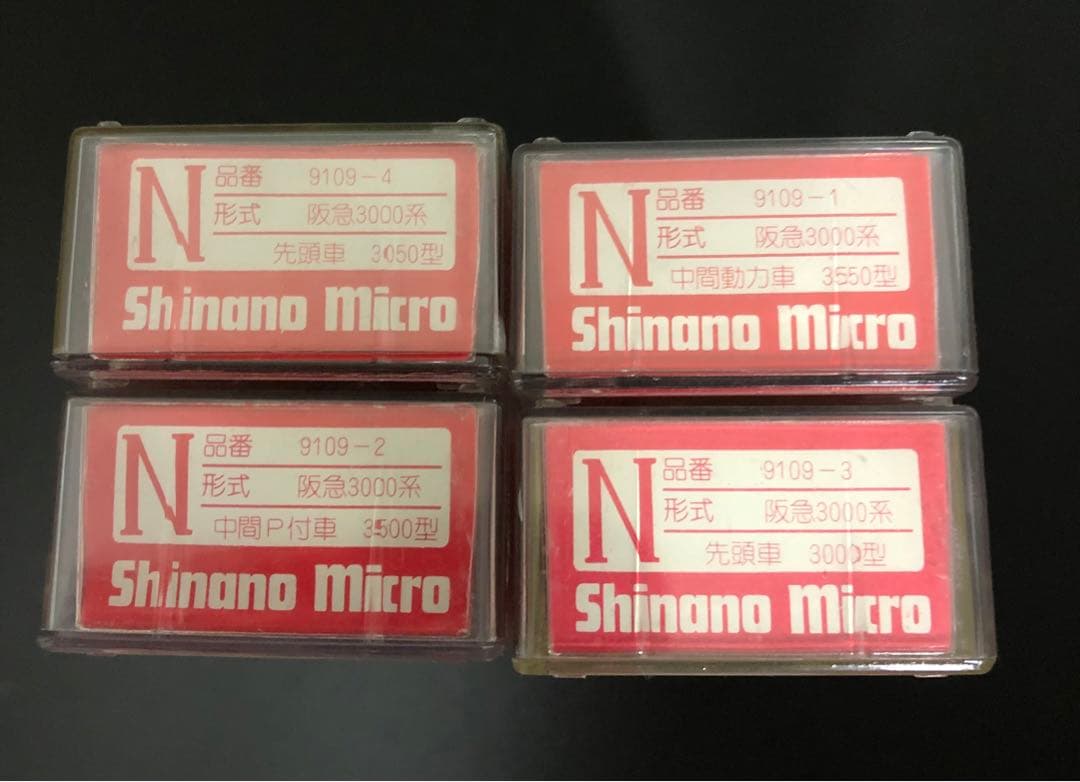 N
品番 9109-4
形式 阪急3000系
先頭車 3050型
Shinano Micro
N
品番 9109-1
形式 阪急3000系
中間動力車 3550型
Shinano Micro
N
品番 9109-2
形式 阪急3000系
中間P付車 3500型
Shinano Micro
N
品番 9109-3
形式 阪急3000系
先頭車 3000型
Shinano Micro